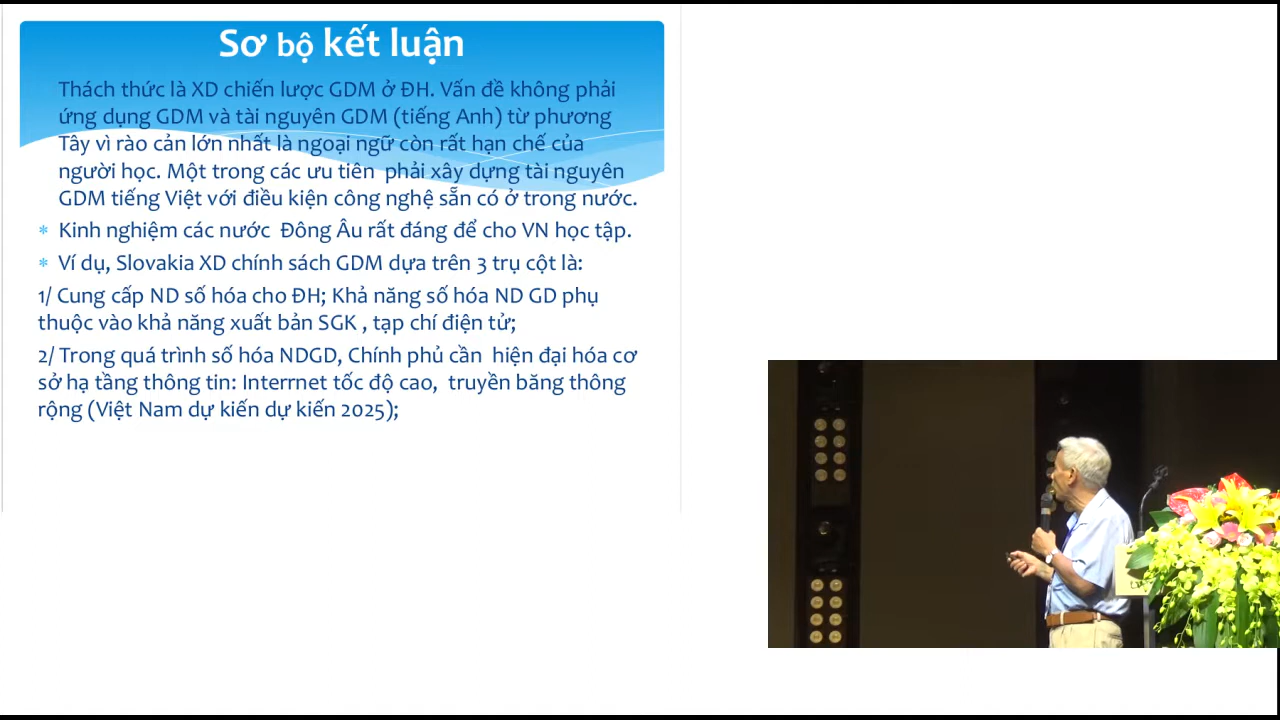 Sơ bộ kết luận
Thách thức là XD chiến lược GDM ở ĐH. Vấn đề không phải
ứng dụng GDM và tài nguyên GDM (tiếng Anh) từ phương
Tây vì rào cản lớn nhất là ngoại ngữ còn rất hạn chế của
người học. Một trong các ưu tiên phải xây dựng tài nguyên
GDM tiếng Việt với điều kiện công nghệ sẵn có ở trong nước.
* Kinh nghiệm các nước Đông Âu rất đáng để cho VN học tập.
* Ví dụ, Slovakia XD chính sách GDM dựa trên 3 trụ cột là:
1/ Cung cấp ND số hóa cho ĐH; Khả năng số hóa ND GD phụ
thuộc vào khả năng xuất bản SGK , tạp chí điện tử;
2/ Trong quá trình số hóa NDGD, Chính phủ cần hiện đại hóa cơ
sở hạ tầng thông tin: Interrnet tốc độ cao, truyền băng thông
rộng (Việt Nam dự kiến dự kiến 2025);